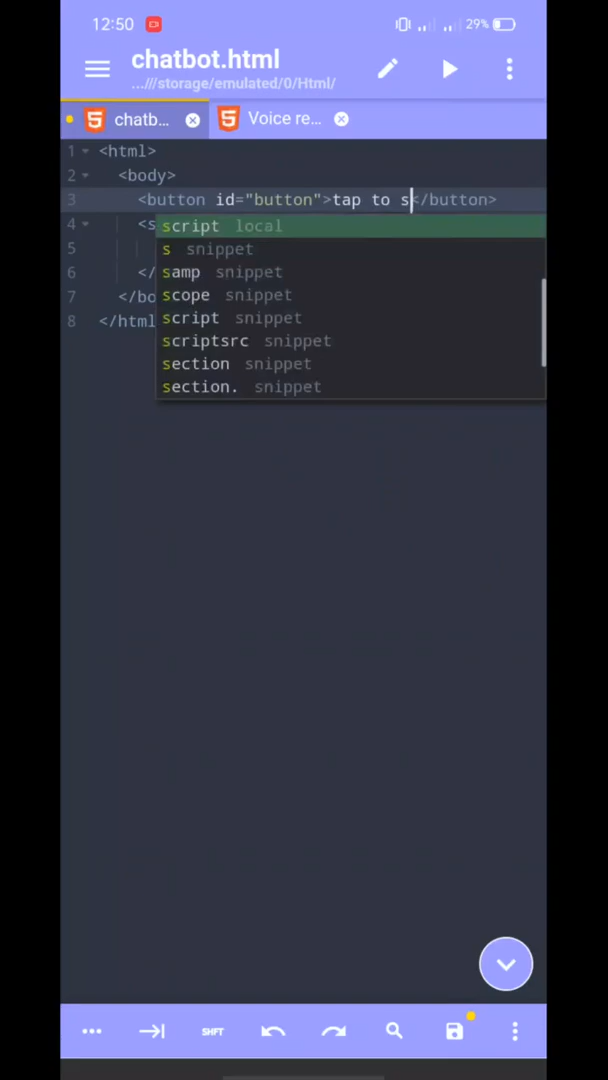 12:50
29%
chatbot.html
...///storage/emulated/0/Html/
chatb...
Voice re...
1 <html>
2 <body>
3 <button id="button">tap to s</button>
4 <s
script local
5
s snippet
6 </
samp snippet
7 </bo
scope snippet
8 </html
script snippet
scriptsrc snippet
section snippet
section. snippet
SHFT